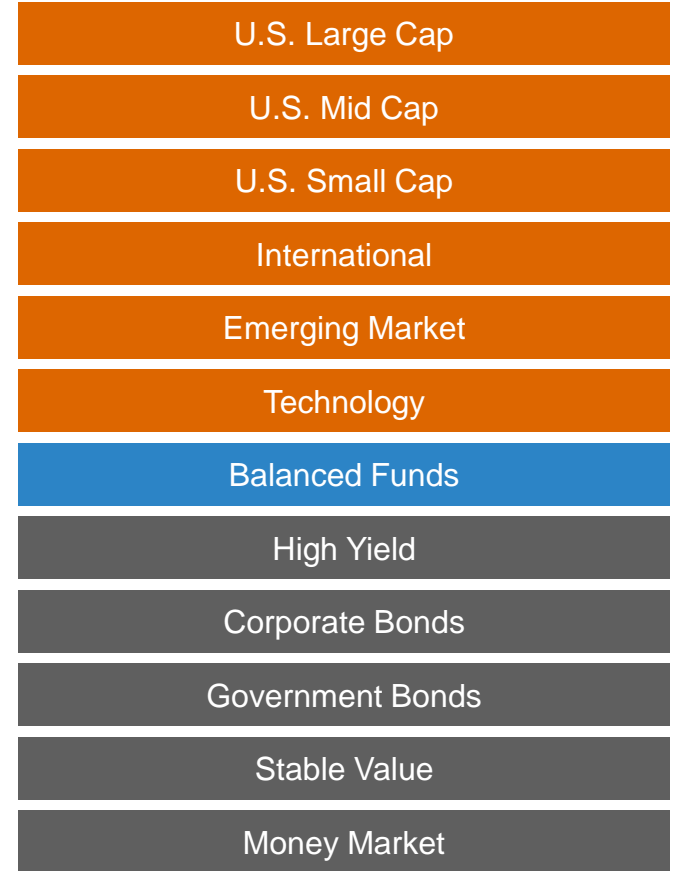 U.S. Large Cap
U.S. Mid Cap
U.S. Small Cap
International
Emerging Market
Technology
Balanced Funds
High Yield
Corporate Bonds
Government Bonds
Stable Value
Money Market